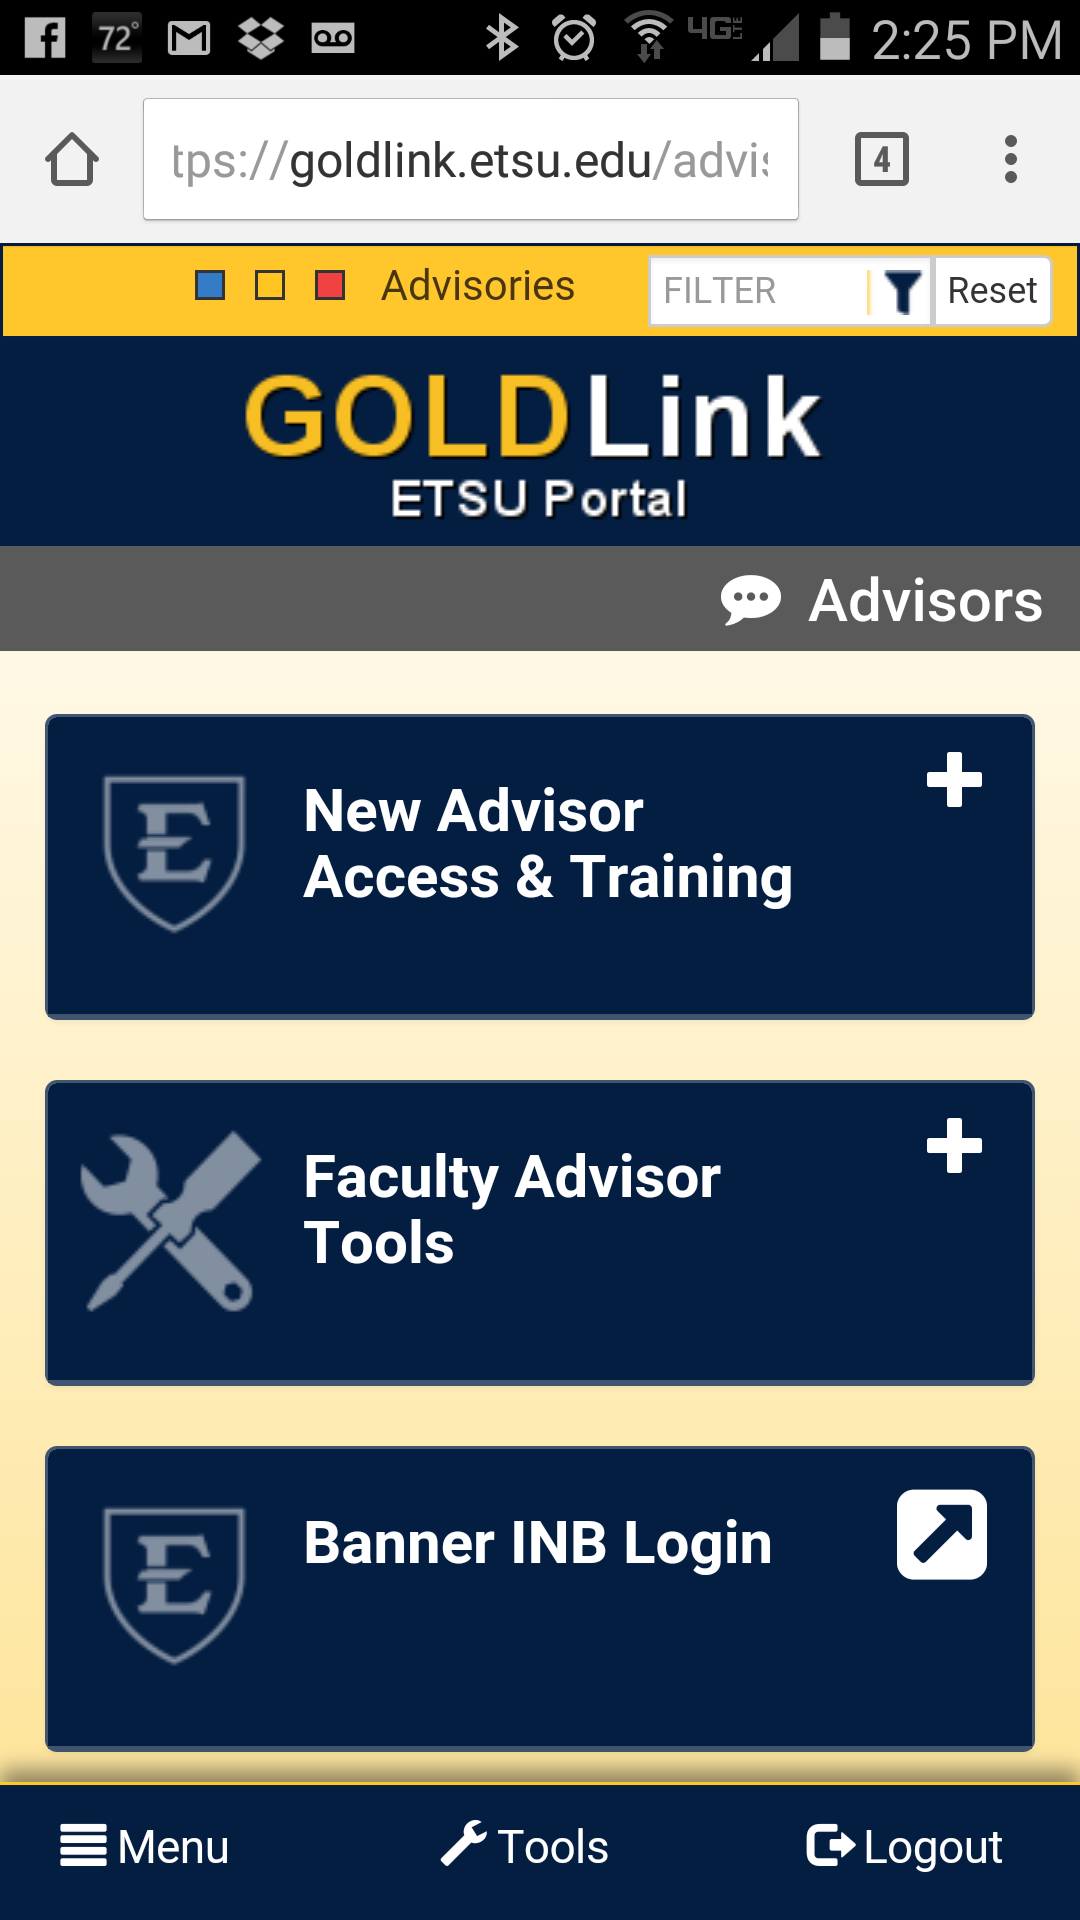 72°
4G LTE
2:25 PM
tps://goldlink.etsu.edu/advis
4
Advisories
FILTER
Reset
GOLDLink
ETSU Portal
Advisors
E
New Advisor
Access & Training
Faculty Advisor
Tools
E
Banner INB Login
Menu
Tools
Logout